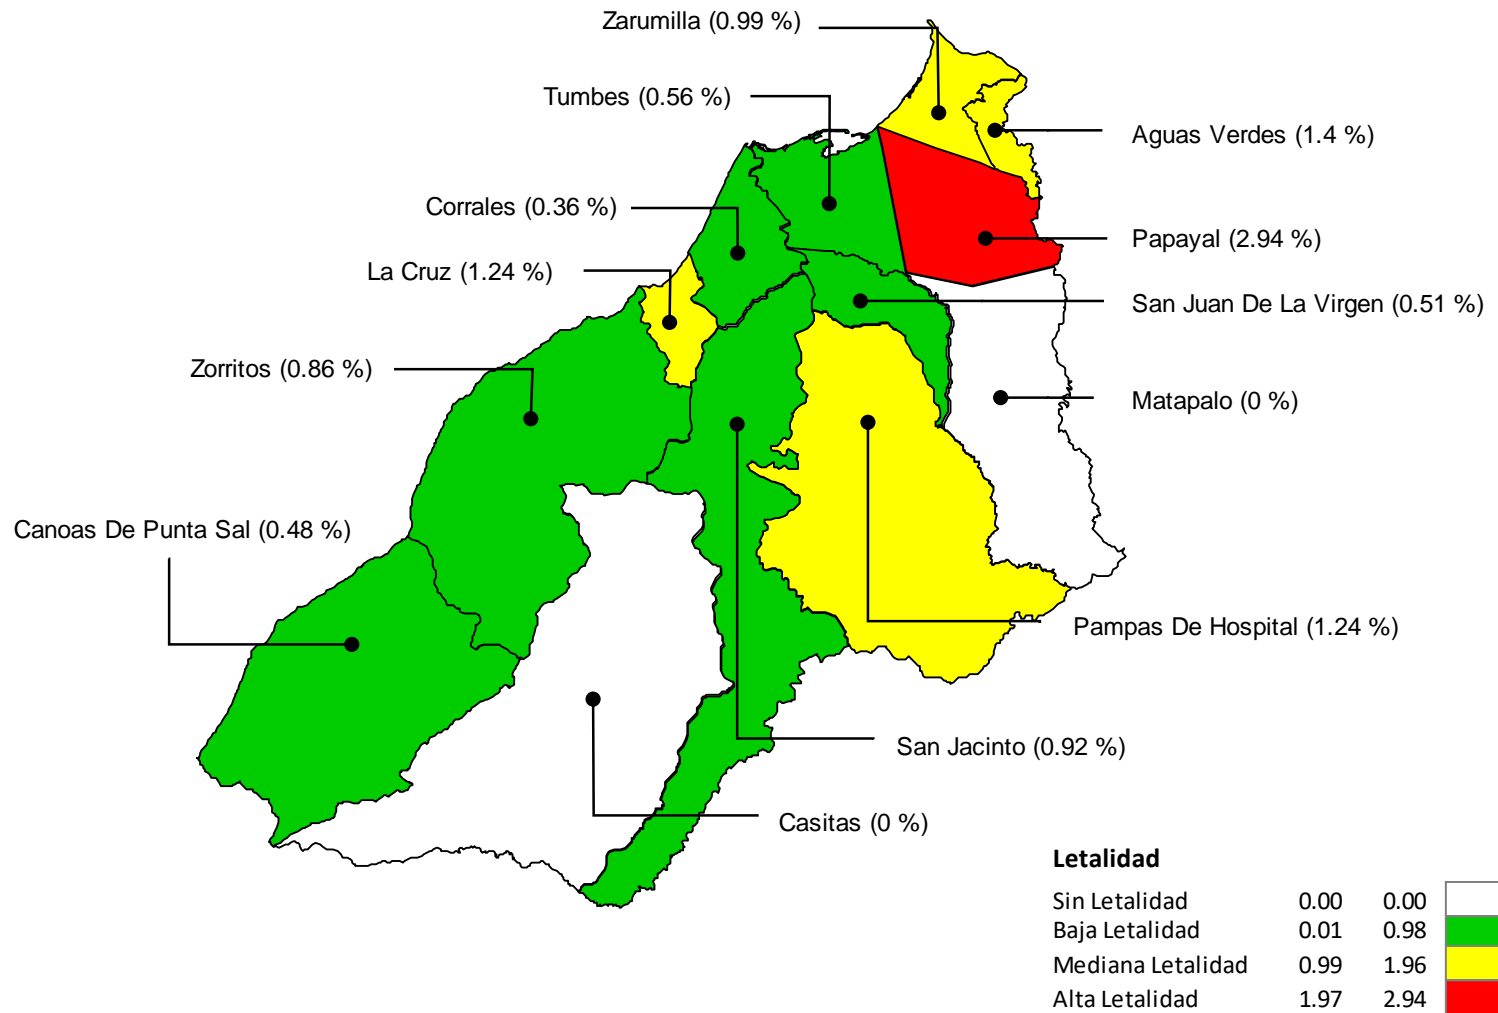 Zarumilla (0.99 %)
Tumbes (0.56 %)
Aguas Verdes (1.4 %)
Corrales (0.36 %)
Papayal (2.94 %)
La Cruz (1.24 %)
San Juan De La Virgen (0.51 %)
Zorritos (0.86 %)
Matapalo (0 %)
Canoas De Punta Sal (0.48 %)
Pampas De Hospital (1.24 %)
San Jacinto (0.92 %)
Casitas (0 %)
Letalidad
Sin Letalidad 0.00 0.00
Baja Letalidad 0.01 0.98
Mediana Letalidad 0.99 1.96
Alta Letalidad 1.97 2.94